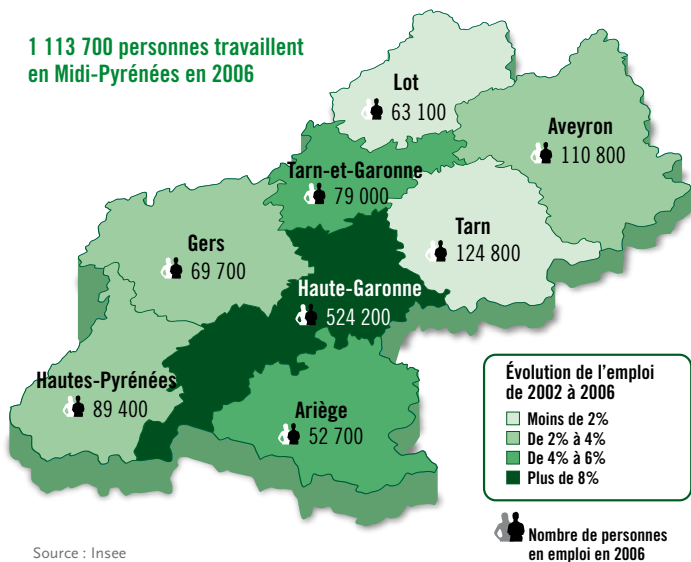 1 113 700 personnes travaillent
en Midi-Pyrénées en 2006
Lot
63 100
Aveyron
110 800
Tarn-et-Garonne
79 000
Tarn
124 800
Gers
69 700
Haute-Garonne
524 200
Hautes-Pyrénées
89 400
Ariège
52 700
Évolution de l'emploi
de 2002 à 2006
Moins de 2%
De 2% à 4%
De 4% à 6%
Plus de 8%
Nombre de personnes
en emploi en 2006
Source : Insee